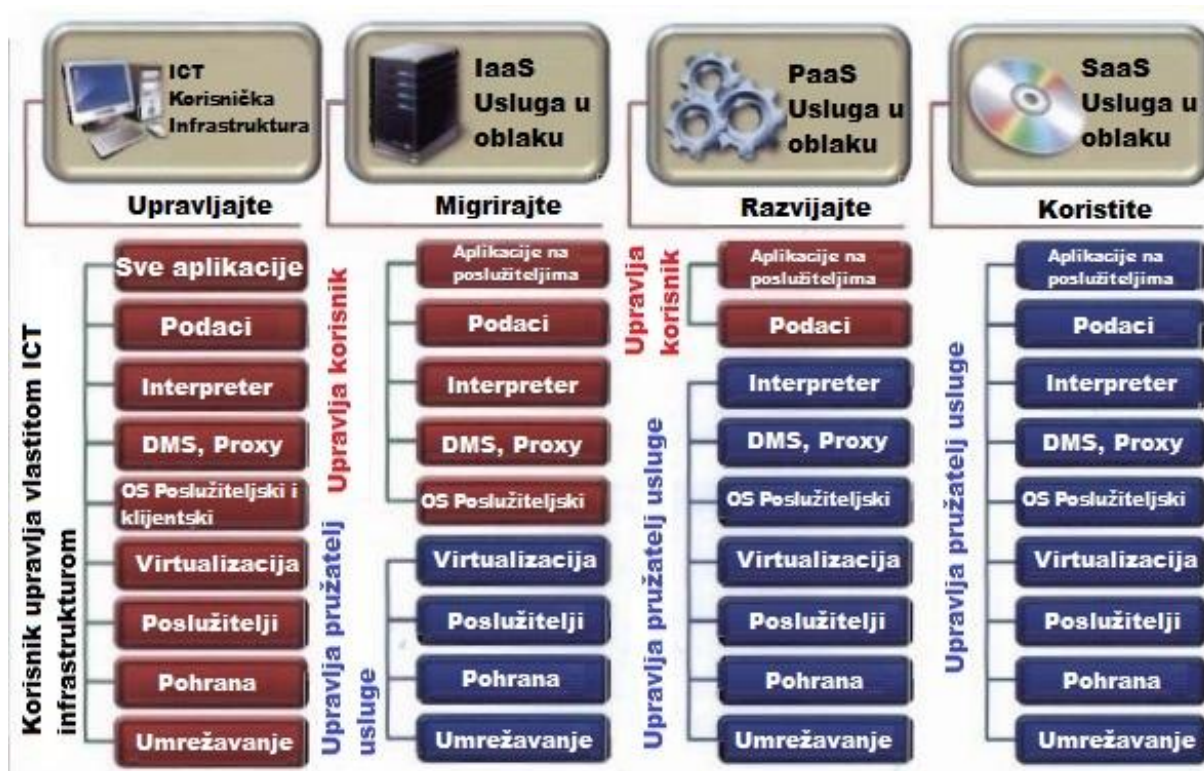 ICT
Korisnička
Infrastruktura
IaaS
Usluga u
oblaku
PaaS
Usluga u
oblaku
SaaS
Usluga u
oblaku
Upravljajte
Migrirajte
Razvijajte
Koristite
Korisnik upravlja vlastitom ICT
infrastrukturom
Sve aplikacije
Podaci
Interpreter
DMS, Proxy
OS Poslužiteljski i
klijentski
Virtualizacija
Poslužitelji
Pohrana
Umrežavanje
Upravlja korisnik
Upravlja pružatelj
usluge
Aplikacije na
poslužiteljima
Podaci
Interpreter
DMS, Proxy
OS Poslužiteljski
Virtualizacija
Poslužitelji
Pohrana
Umrežavanje
Upravlja
korisnik
Upravlja pružatelj usluge
Aplikacije na
poslužiteljima
Podaci
Interpreter
DMS, Proxy
OS Poslužiteljski
Virtualizacija
Poslužitelji
Pohrana
Umrežavanje
Upravlja pružatelj usluge
Aplikacije na
poslužiteljima
Podaci
Interpreter
DMS, Proxy
OS Poslužiteljski
Virtualizacija
Poslužitelji
Pohrana
Umrežavanje